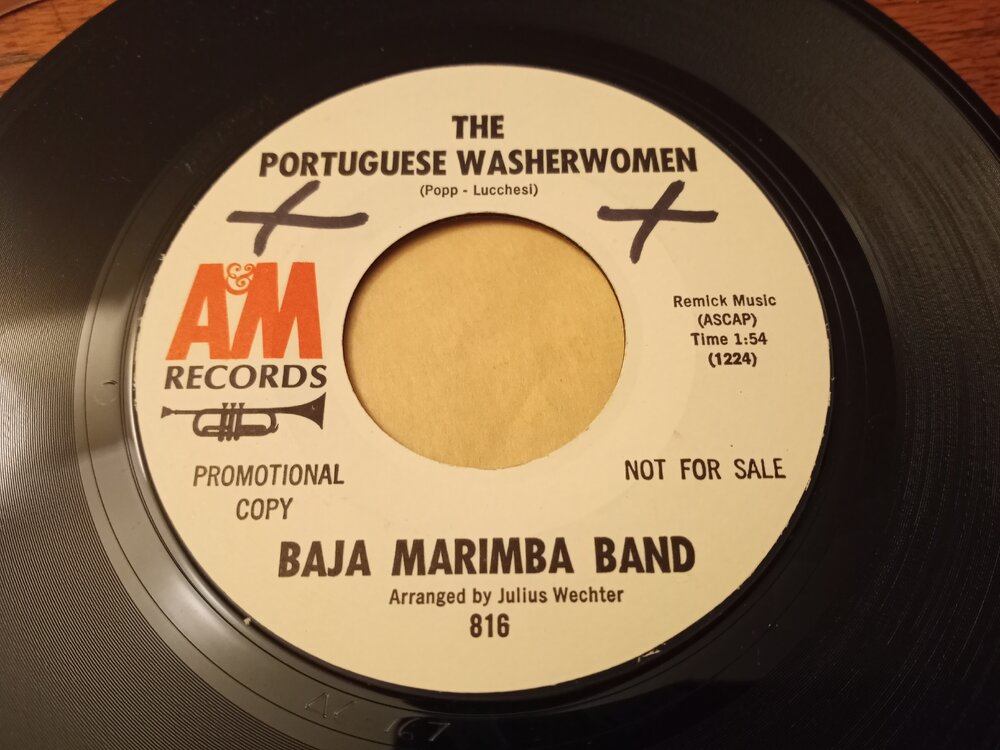 THE
PORTUGUESE WASHERWOMEN
(Popp - Lucchesi)
A&M
RECORDS
Remick Music
(ASCAP)
Time 1:54
(1224)
PROMOTIONAL
COPY
NOT FOR SALE
BAJA MARIMBA BAND
Arranged by Julius Wechter
816